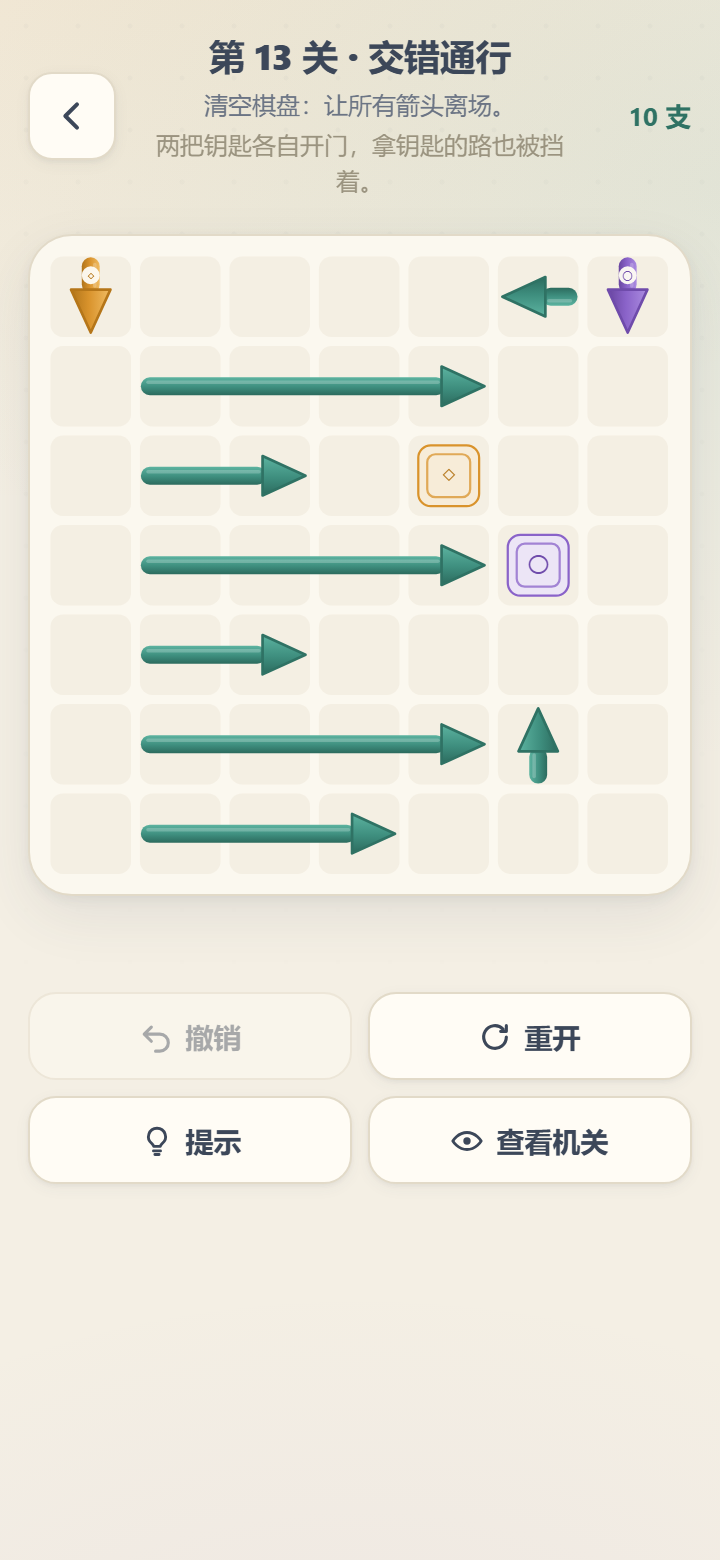 第 13 关 · 交错通行
清空棋盘：让所有箭头离场。
10 支
两把钥匙各自开门，拿钥匙的路也被挡
着。
撤销
重开
提示
查看机关